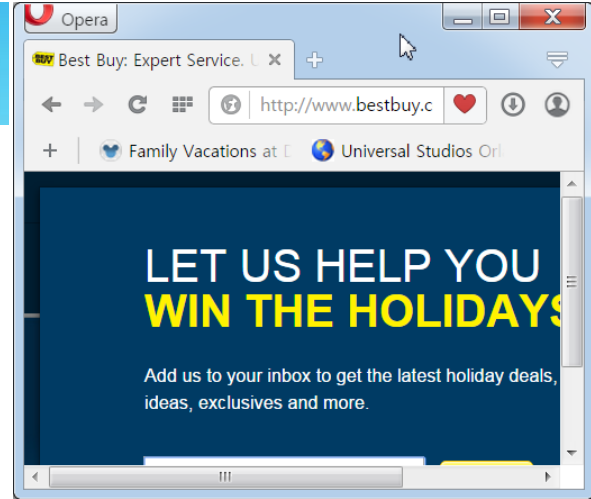 Opera
BUY Best Buy: Expert Service. U
http://www.bestbuy.c
Family Vacations at D
Universal Studios Orl
LET US HELP YOU
WIN THE HOLIDAYS
Add us to your inbox to get the latest holiday deals,
ideas, exclusives and more.